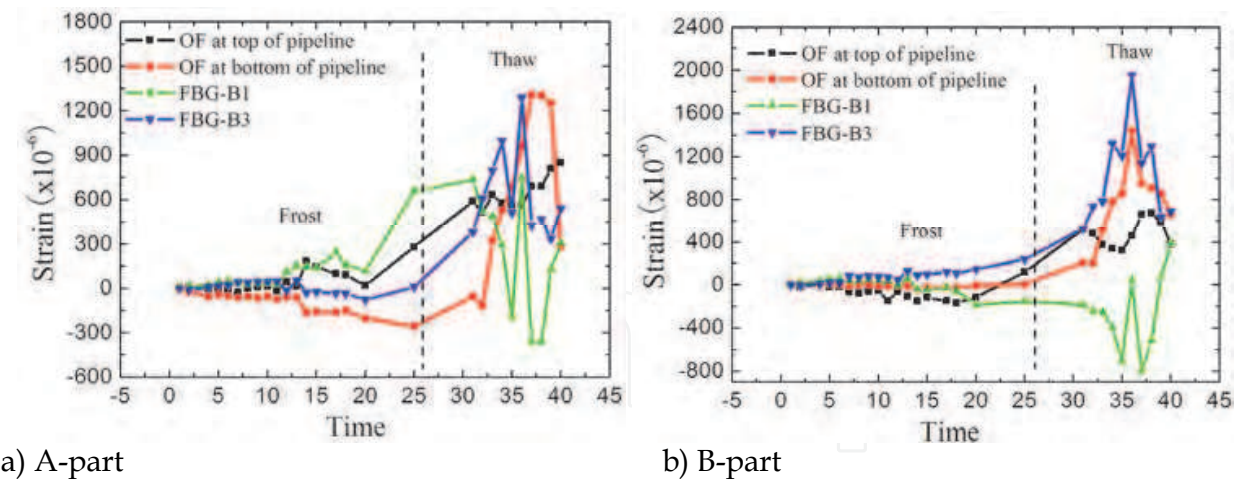 1800
1500
1200
900
600
300
0
-300
-600
Strain (x10⁻⁶)
OF at top of pipeline
OF at bottom of pipeline
FBG-B1
FBG-B3
Frost
Thaw
-5 0 5 10 15 20 25 30 35 40 45
Time
a) A-part
2400
2000
1600
1200
800
400
0
-400
-800
Strain (x10⁻⁶)
OF at top of pipeline
OF at bottom of pipeline
FBG-B1
FBG-B3
Frost
Thaw
-5 0 5 10 15 20 25 30 35 40 45
Time
b) B-part